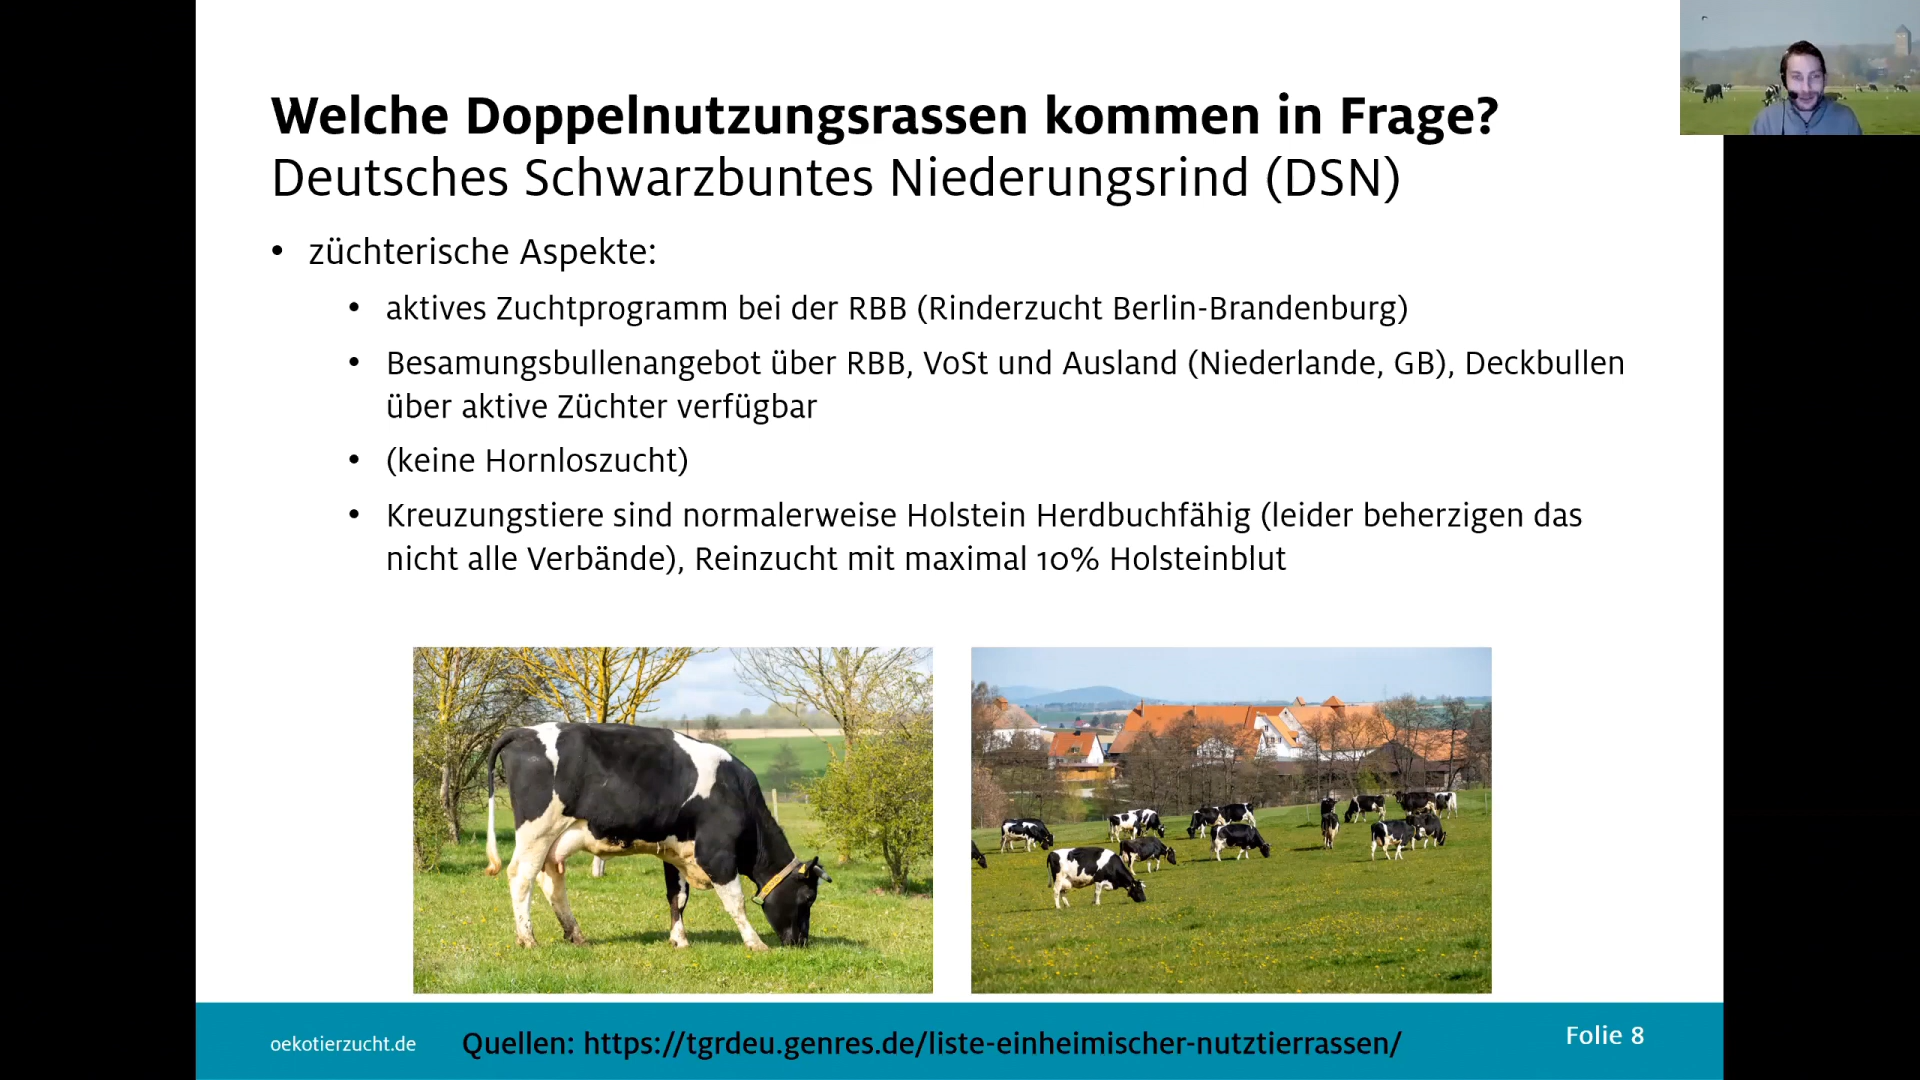 Welche Doppelnutzungsrassen kommen in Frage?
Deutsches Schwarzbuntes Niederungsrind (DSN)
• züchterische Aspekte:
• aktives Zuchtprogramm bei der RBB (Rinderzucht Berlin-Brandenburg)
• Besamungsbullenangebot über RBB, VoSt und Ausland (Niederlande, GB), Deckbullen
über aktive Züchter verfügbar
• (keine Hornloszucht)
• Kreuzungstiere sind normalerweise Holstein Herdbuchfähig (leider beherzigen das
nicht alle Verbände), Reinzucht mit maximal 10% Holsteinblut
oekotierzucht.de
Quellen: https://tgrdeu.genres.de/liste-einheimischer-nutztierrassen/
Folie 8